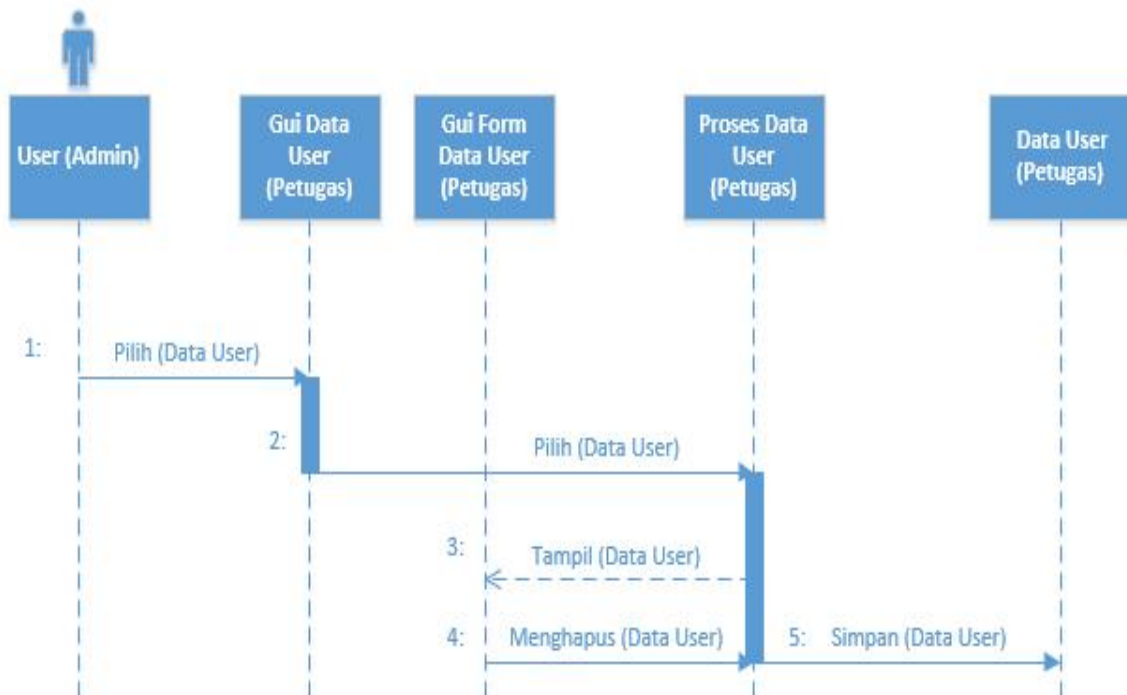 User (Admin)
Gui Data
User
(Petugas)
Gui Form
Data User
(Petugas)
Proses Data
User
(Petugas)
Data User
(Petugas)
1:
Pilih (Data User)
2:
Pilih (Data User)
3:
Tampil (Data User)
4:
Menghapus (Data User)
5:
Simpan (Data User)